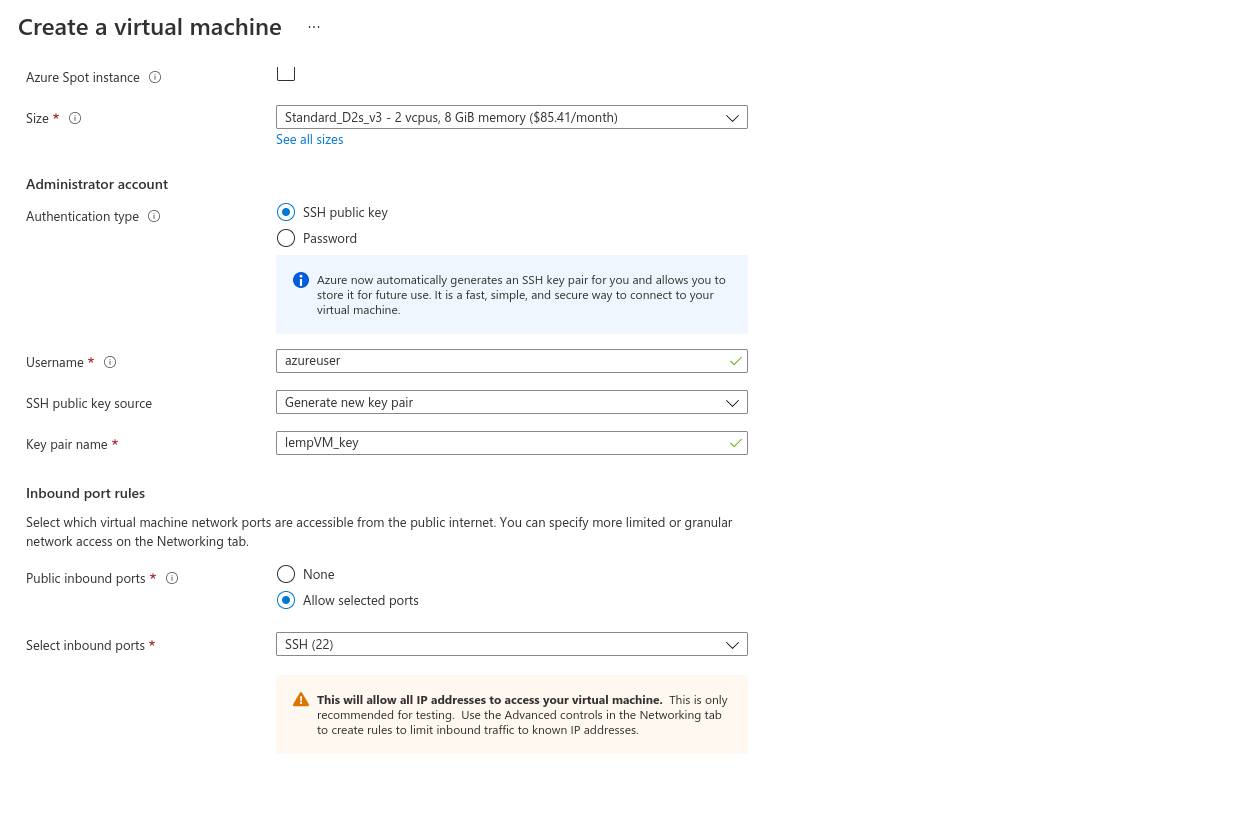 Create a virtual machine ...
Azure Spot instance
Size *
Standard_D2s_v3 - 2 vcpus, 8 GiB memory ($85.41/month)
See all sizes
Administrator account
Authentication type
SSH public key
Password
Azure now automatically generates an SSH key pair for you and allows you to
store it for future use. It is a fast, simple, and secure way to connect to your
virtual machine.
Username *
azureuser
SSH public key source
Generate new key pair
Key pair name *
lempVM_key
Inbound port rules
Select which virtual machine network ports are accessible from the public internet. You can specify more limited or granular
network access on the Networking tab.
Public inbound ports *
None
Allow selected ports
Select inbound ports *
SSH (22)
This will allow all IP addresses to access your virtual machine. This is only
recommended for testing. Use the Advanced controls in the Networking tab
to create rules to limit inbound traffic to known IP addresses.